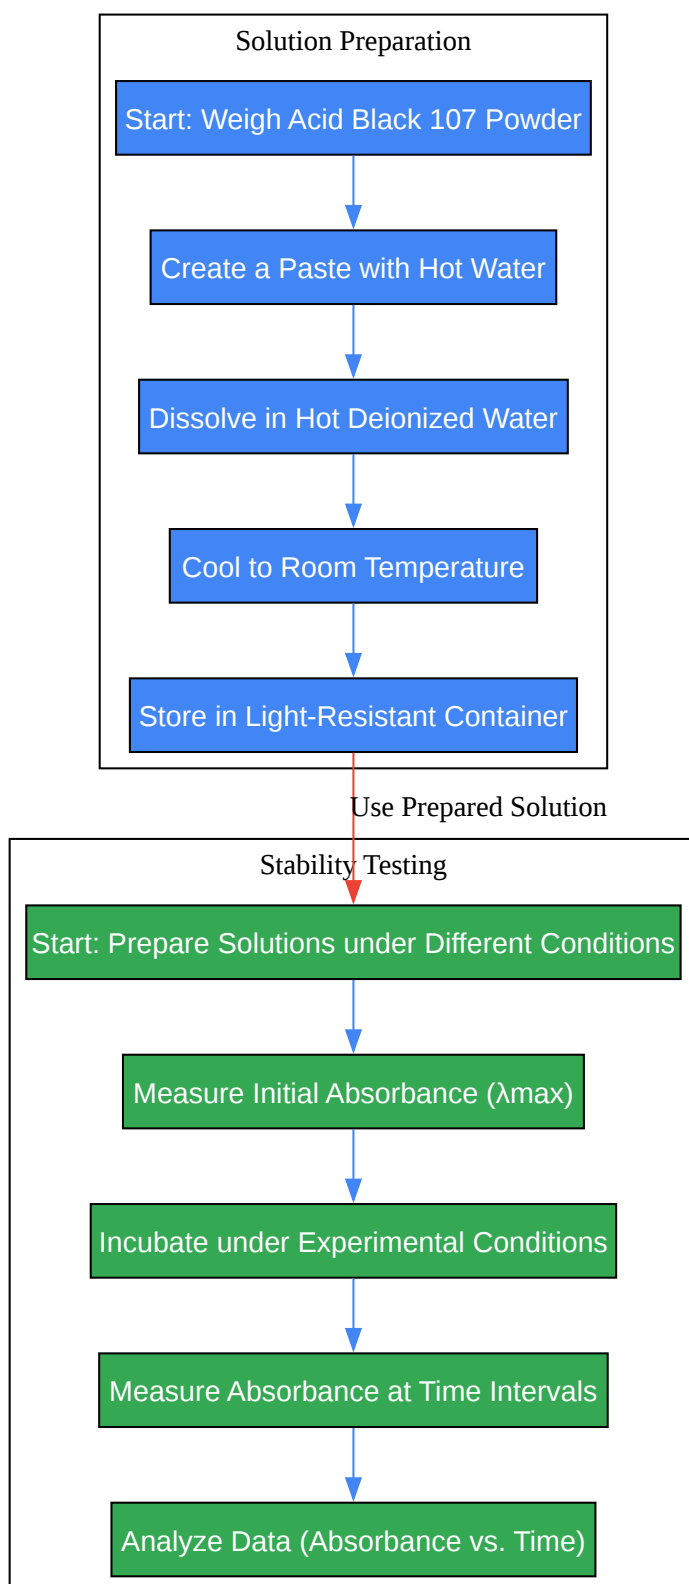 Solution Preparation
Start: Weigh Acid Black 107 Powder
Create a Paste with Hot Water
Dissolve in Hot Deionized Water
Cool to Room Temperature
Store in Light-Resistant Container
Use Prepared Solution
Stability Testing
Start: Prepare Solutions under Different Conditions
Measure Initial Absorbance (λmax)
Incubate under Experimental Conditions
Measure Absorbance at Time Intervals
Analyze Data (Absorbance vs. Time)